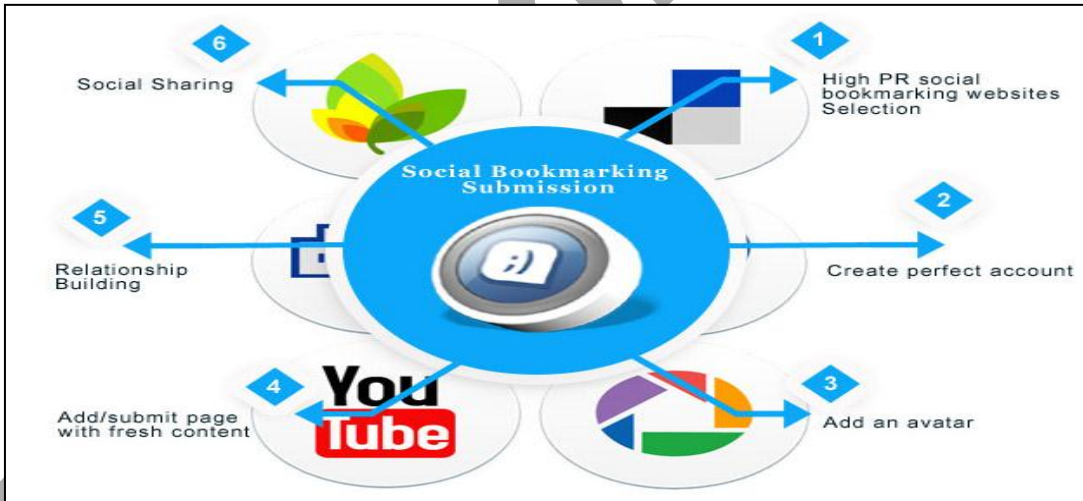 Social Bookmarking
Submission
;)
1
High PR social
bookmarking websites
Selection
2
Create perfect account
3
Add an avatar
4
Add/submit page
with fresh content
You
Tube
5
Relationship
Building
6
Social Sharing